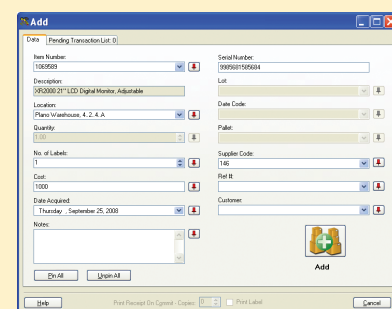 Add
Data Pending Transaction List: 0
Item Number:
1069589
Description:
XR2000 21" LCD Digital Monitor, Adjustable
Location:
Plano Warehouse, 4. 2. 4. A
Quantity:
1.00
No. of Labels:
1
Cost:
1000
Date Acquired:
Thursday , September 25, 2008
Notes:
Pin All Unpin All
Serial Number:
9985681585684
Lot:
Date Code:
Pallet:
Supplier Code:
146
Ref #:
Customer:
Add
Help Print Receipt On Commit - Copies: 0 Print Label Cancel